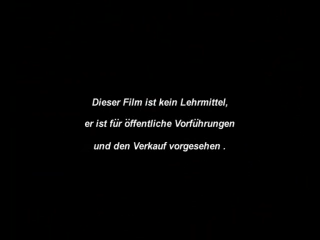 Dieser Film ist kein Lehrmittel,
er ist für öffentliche Vorführungen
und den Verkauf vorgesehen .